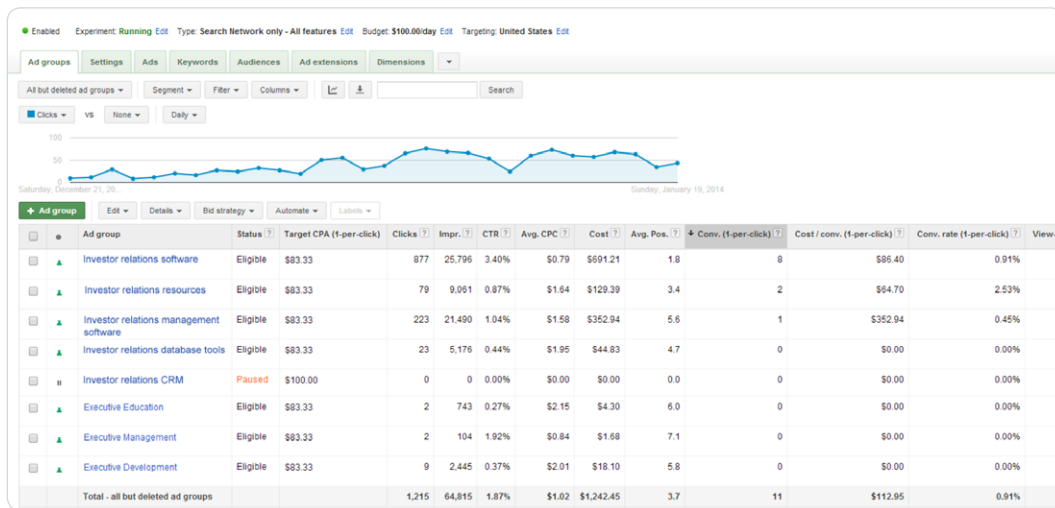 Enabled Experiment: Running Edit Type: Search Network only - All features Edit Budget: $100.00/day Edit Targeting: United States Edit
Ad groups Settings Ads Keywords Audiences Ad extensions Dimensions
All but deleted ad groups Segment Filter Columns Search
Clicks VS None Daily
100
50
0
Saturday, December 21, 20... Sunday, January 19, 2014
+ Ad group Edit Details Bid strategy Automate Labels
Ad group Status ? Target CPA (1-per-click) Clicks ? Impr. ? CTR ? Avg. CPC ? Cost ? Avg. Pos. ? Conv. (1-per-click) ? Cost / conv. (1-per-click) ? Conv. rate (1-per-click) ? View-
Investor relations software Eligible $83.33 877 25,796 3.40% $0.79 $691.21 1.8 8 $86.40 0.91%
Investor relations resources Eligible $83.33 79 9,061 0.87% $1.64 $129.39 3.4 2 $64.70 2.53%
Investor relations management Eligible $83.33 223 21,490 1.04% $1.58 $352.94 5.6 1 $352.94 0.45%
software
Investor relations database tools Eligible $83.33 23 5,176 0.44% $1.95 $44.83 4.7 0 $0.00 0.00%
Investor relations CRM Paused $100.00 0 0 0.00% $0.00 $0.00 0.0 0 $0.00 0.00%
Executive Education Eligible $83.33 2 743 0.27% $2.15 $4.30 6.0 0 $0.00 0.00%
Executive Management Eligible $83.33 2 104 1.92% $0.84 $1.68 7.1 0 $0.00 0.00%
Executive Development Eligible $83.33 9 2,445 0.37% $2.01 $18.10 5.8 0 $0.00 0.00%
Total - all but deleted ad groups 1,215 64,815 1.87% $1.02 $1,242.45 3.7 11 $112.95 0.91%